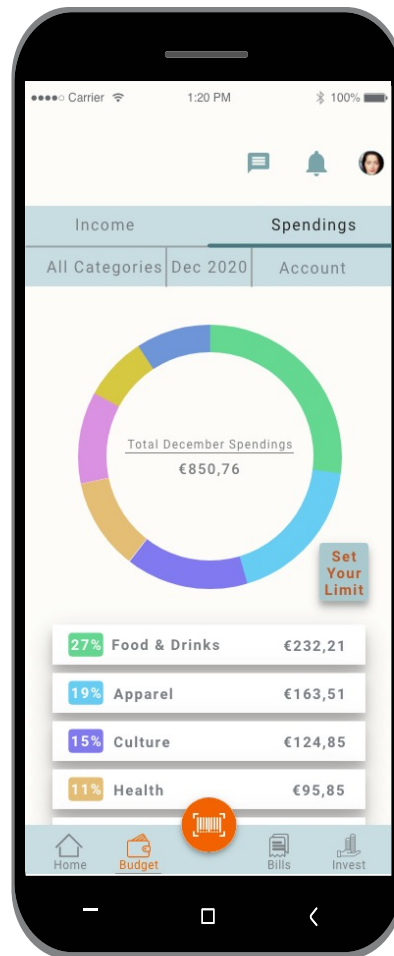 Carrier 1:20 PM 100%
Income Spendings
All Categories Dec 2020 Account
Total December Spendings
€850,76
Set
Your
Limit
27% Food & Drinks €232,21
19% Apparel €163,51
15% Culture €124,85
11% Health €95,85
Home Budget Bills Invest